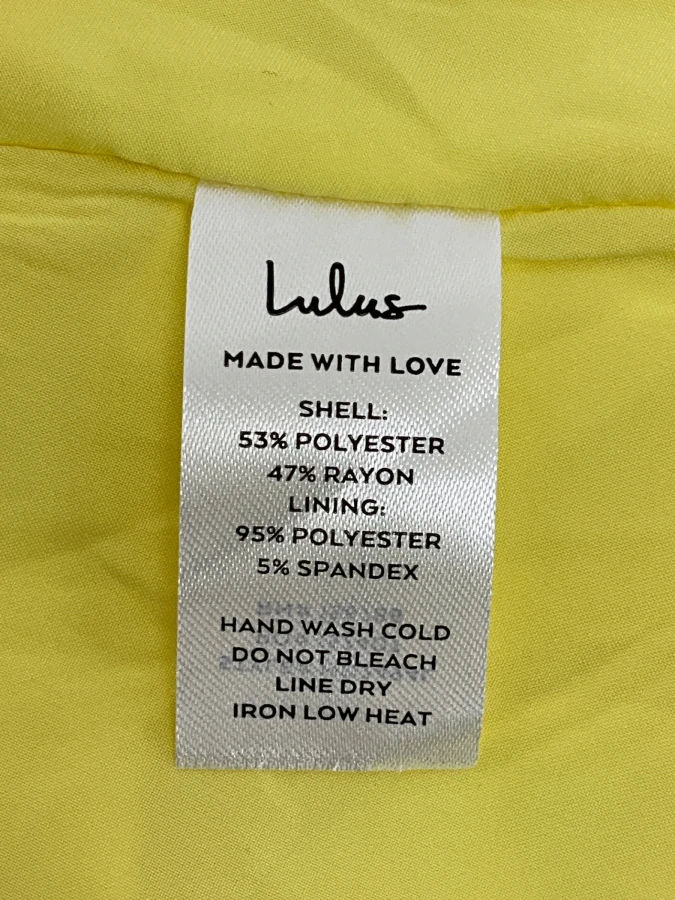 Lulus
MADE WITH LOVE
SHELL:
53% POLYESTER
47% RAYON
LINING:
95% POLYESTER
5% SPANDEX
HAND WASH COLD
DO NOT BLEACH
LINE DRY
IRON LOW HEAT